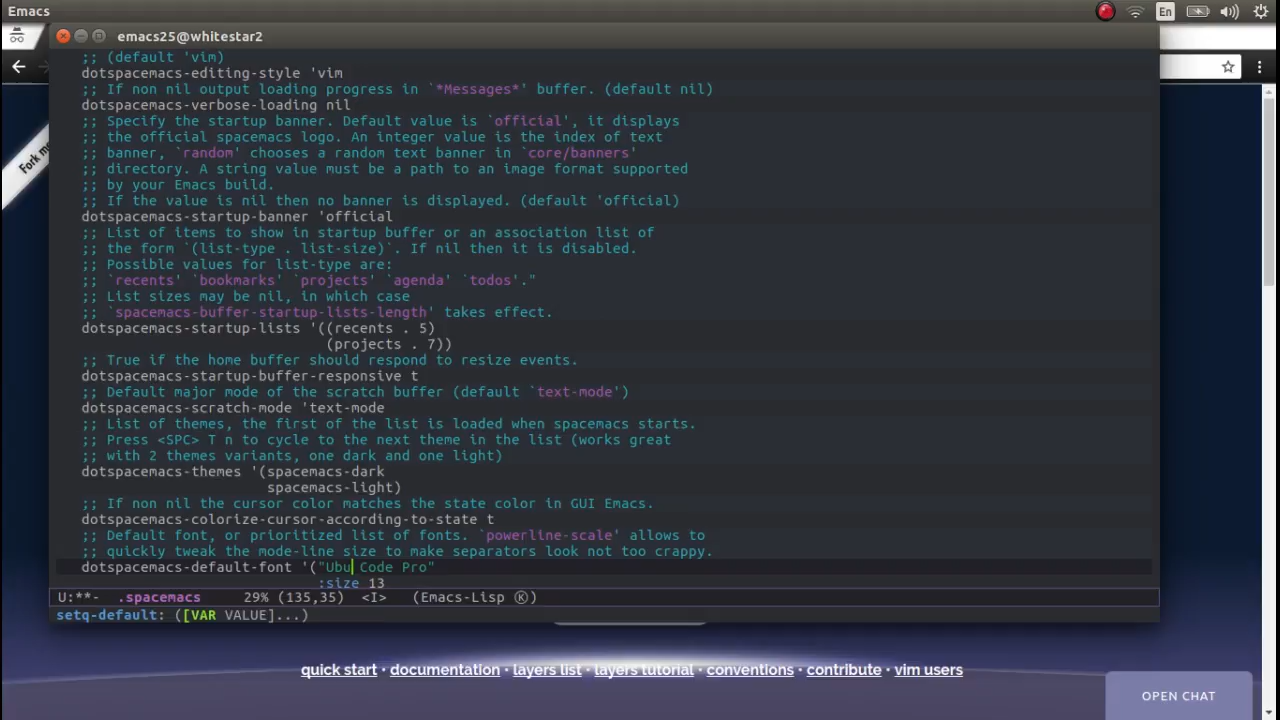 Emacs
En
emacs25@whitestar2
;; (default 'vim)
dotspacemacs-editing-style 'vim
;; If non nil output loading progress in `*Messages*' buffer. (default nil)
dotspacemacs-verbose-loading nil
;; Specify the startup banner. Default value is `official', it displays
;; the official spacemacs logo. An integer value is the index of text
;; banner, `random' chooses a random text banner in `core/banners'
;; directory. A string value must be a path to an image format supported
;; by your Emacs build.
;; If the value is nil then no banner is displayed. (default 'official)
dotspacemacs-startup-banner 'official
;; List of items to show in startup buffer or an association list of
;; the form `(list-type . list-size)`. If nil then it is disabled.
;; Possible values for list-type are:
;; `recents' `bookmarks' `projects' `agenda' `todos'."
;; List sizes may be nil, in which case
;; `spacemacs-buffer-startup-lists-length' takes effect.
dotspacemacs-startup-lists '((recents . 5)
(projects . 7))
;; True if the home buffer should respond to resize events.
dotspacemacs-startup-buffer-responsive t
;; Default major mode of the scratch buffer (default `text-mode')
dotspacemacs-scratch-mode 'text-mode
;; List of themes, the first of the list is loaded when spacemacs starts.
;; Press <SPC> T n to cycle to the next theme in the list (works great
;; with 2 themes variants, one dark and one light)
dotspacemacs-themes '(spacemacs-dark
spacemacs-light)
;; If non nil the cursor color matches the state color in GUI Emacs.
dotspacemacs-colorize-cursor-according-to-state t
;; Default font, or prioritized list of fonts. `powerline-scale' allows to
;; quickly tweak the mode-line size to make separators look not too crappy.
dotspacemacs-default-font '("Ubu Code Pro"
:size 13
U:**- .spacemacs 29% (135,35) <I> (Emacs-Lisp Ⓚ)
setq-default: ([VAR VALUE]...)
Fork me
quick start · documentation · layers list · layers tutorial · conventions · contribute · vim users
OPEN CHAT